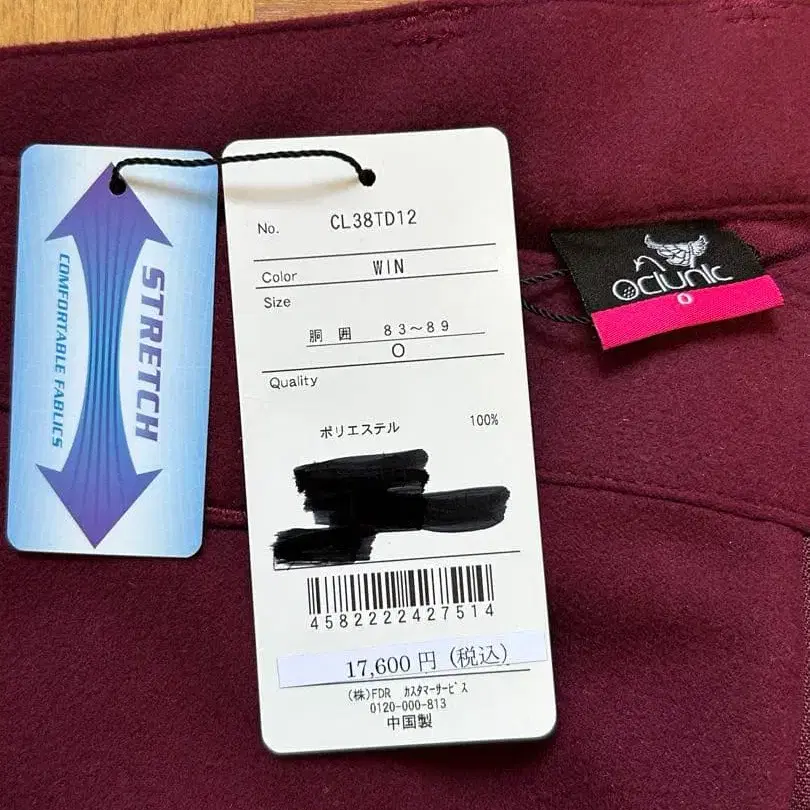 STRETCH
COMFORTABLE FABLICS
No. CL38TD12
Color WIN
Size
胴 囲 83～89
O
Quality
ポリエステル 100%
4582222427514
17,600円（税込）
(株)FDR ｶｽﾀﾏｰｻｰﾋﾞｽ
0120-000-813
中国製
Ociunic
O